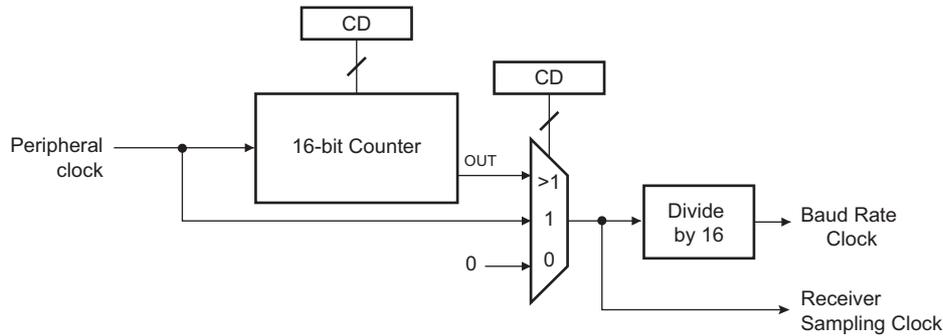 CD
CD
Peripheral
clock
16-bit Counter
OUT
>1
1
0
0
Divide
by 16
Baud Rate
Clock
Receiver
Sampling Clock